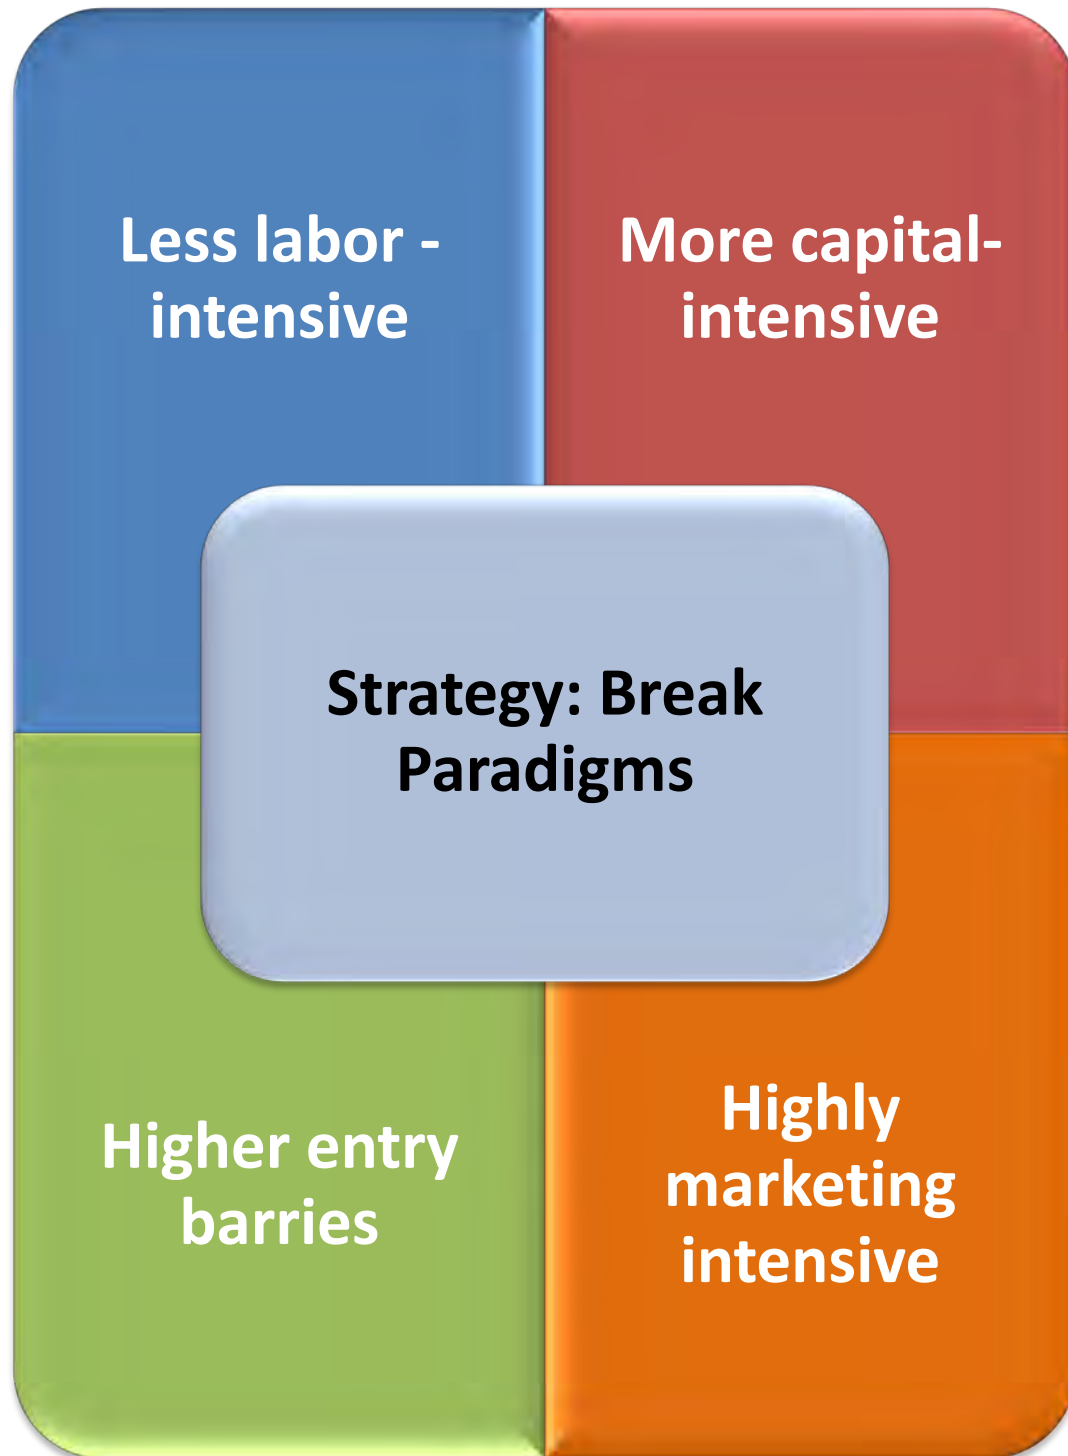 Less labor -
intensive
More capital-
intensive
Strategy: Break
Paradigms
Higher entry
barries
Highly
marketing
intensive